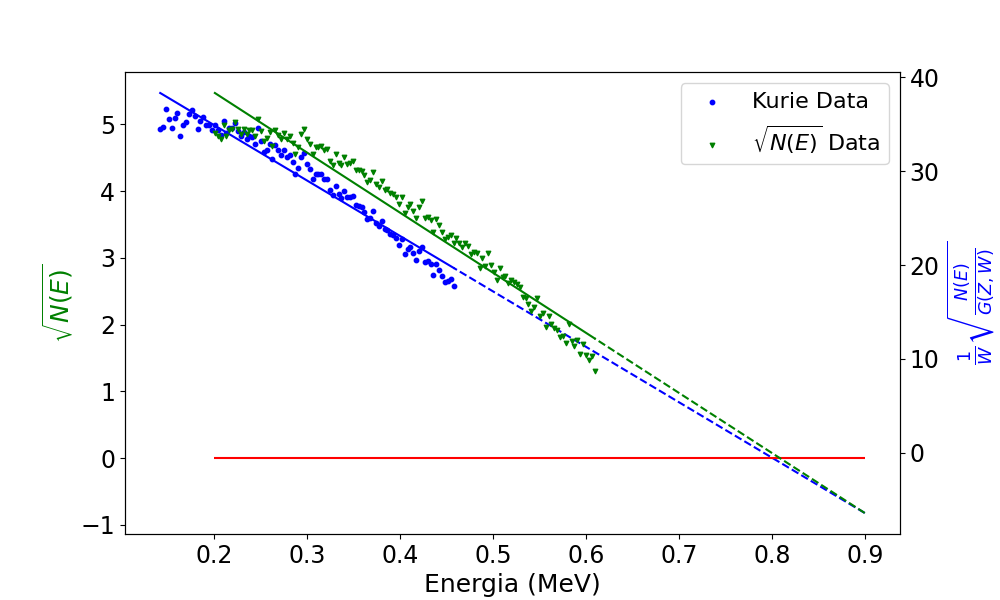 Kurie Data
√N(E) Data
5
4
3
2
1
0
−1
40
30
20
10
0
0.2 0.3 0.4 0.5 0.6 0.7 0.8 0.9
Energia (MeV)
√N(E)
1/W √N(E)/G(Z, W)